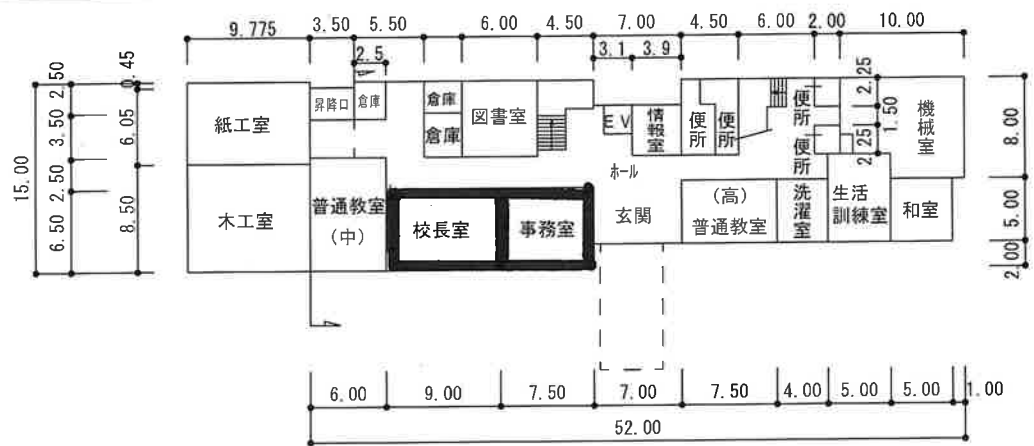 3.50 5.50 6.00 4.50 7.00 4.50 6.00 2.00 10.00
9.775
2.5
3.1 3.9
2.50 0.45
3.50 6.05
2.50
6.50 8.50
15.00
紙工室
昇降口
倉庫
倉庫
倉庫
図書室
EV
情報室
便所
便所
便所
便所
2.25
1.50
2.25
機械室
8.00
5.00
2.00
ホール
木工室
普通教室
(中)
校長室
事務室
玄関
(高)
普通教室
洗濯室
生活
訓練室
和室
6.00 9.00 7.50 7.00 7.50 4.00 5.00 5.00 1.00
52.00